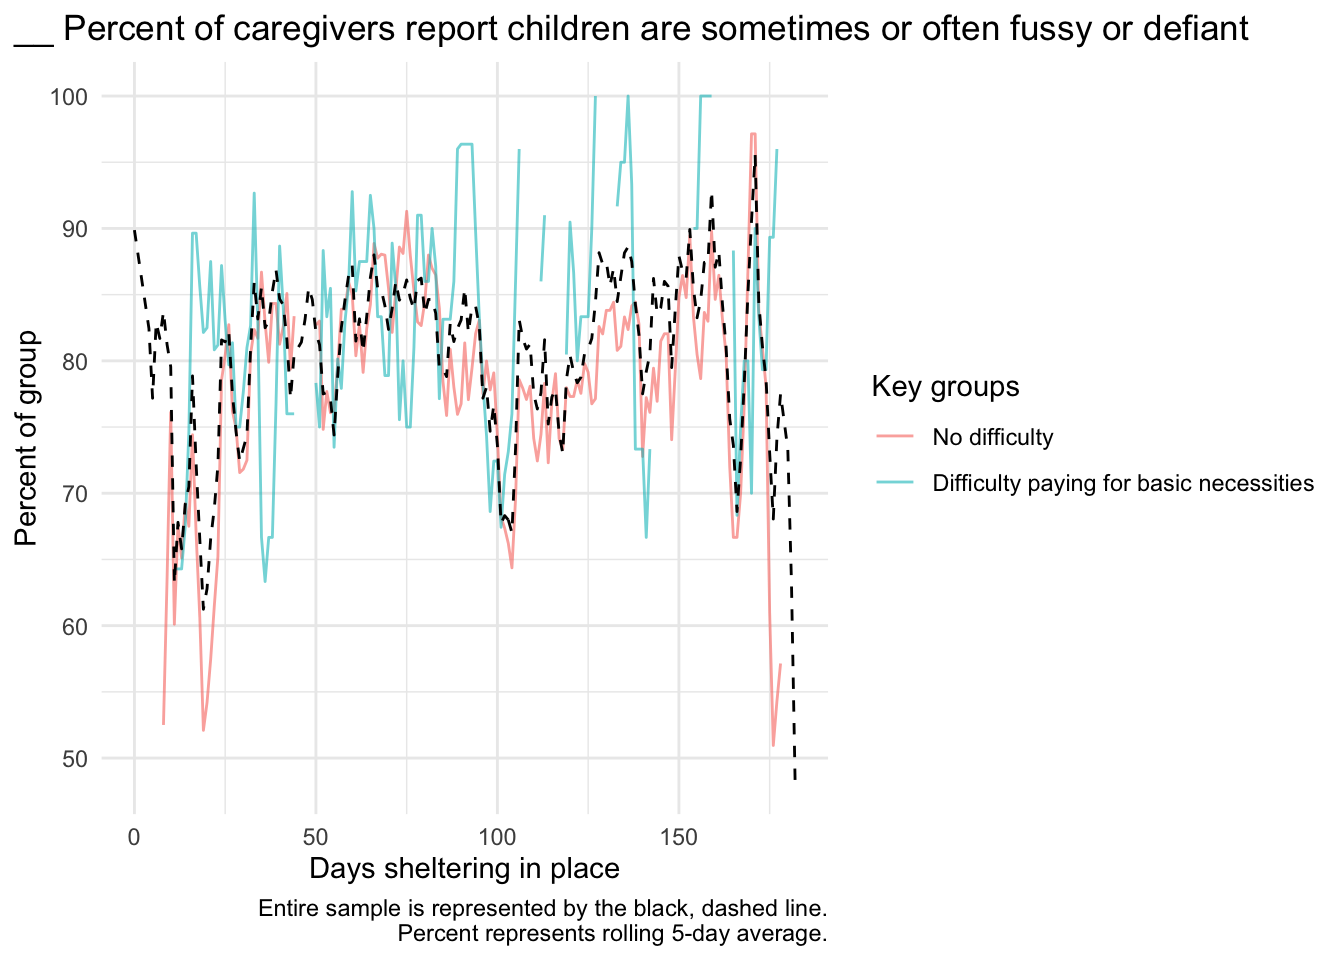 __ Percent of caregivers report children are sometimes or often fussy or defiant
100
90
80
70
60
50
Percent of group
0 50 100 150
Days sheltering in place
Key groups
No difficulty
Difficulty paying for basic necessities
Entire sample is represented by the black, dashed line.
Percent represents rolling 5-day average.